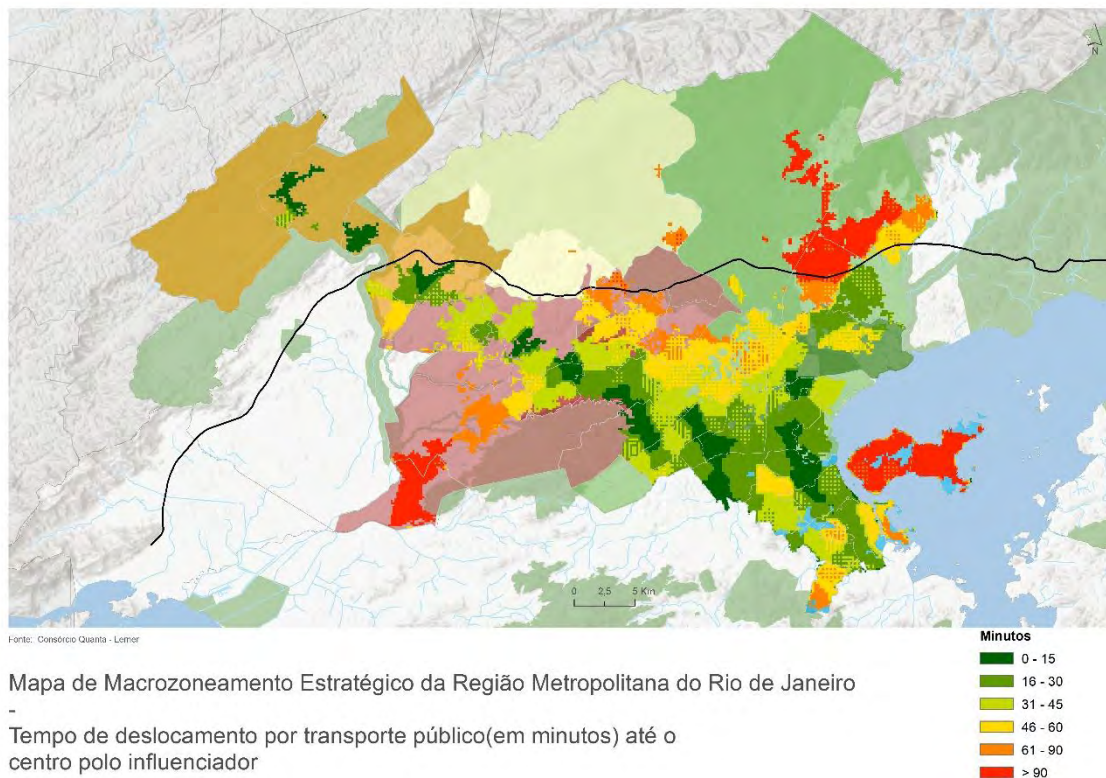 N
0 2,5 5 Km
Fonte: Consórcio Quanta - Lerner
Mapa de Macrozoneamento Estratégico da Região Metropolitana do Rio de Janeiro
-
Tempo de deslocamento por transporte público(em minutos) até o
centro polo influenciador
Minutos
0 - 15
16 - 30
31 - 45
46 - 60
61 - 90
> 90